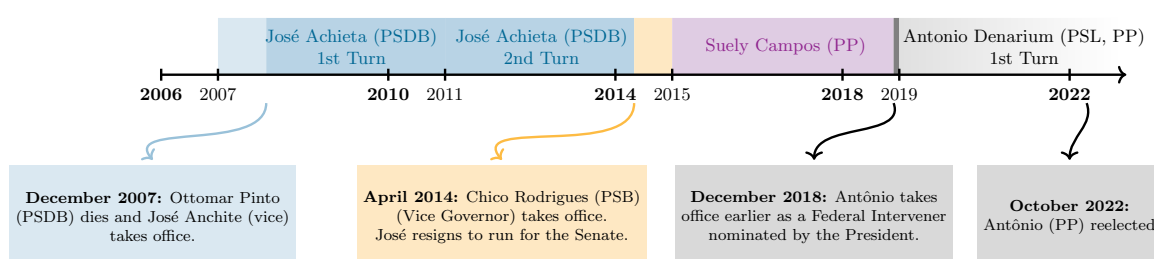 José Achieta (PSDB)
1st Turn
José Achieta (PSDB)
2nd Turn
Suely Campos (PP)
Antonio Denarium (PSL, PP)
1st Turn
2006 2007 2010 2011 2014 2015 2018 2019 2022
December 2007: Ottomar Pinto
(PSDB) dies and José Anchite (vice)
takes office.
April 2014: Chico Rodrigues (PSB)
(Vice Governor) takes office.
José resigns to run for the Senate.
December 2018: Antônio takes
office earlier as a Federal Intervener
nominated by the President.
October 2022:
Antônio (PP) reelected